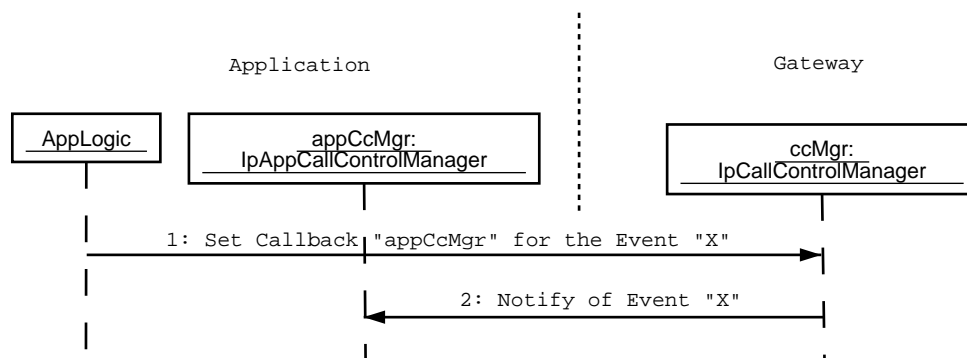 Application
Gateway
AppLogic
appCcMgr:
IpAppCallControlManager
ccMgr:
IpCallControlManager
1: Set Callback "appCcMgr" for the Event "X"
2: Notify of Event "X"